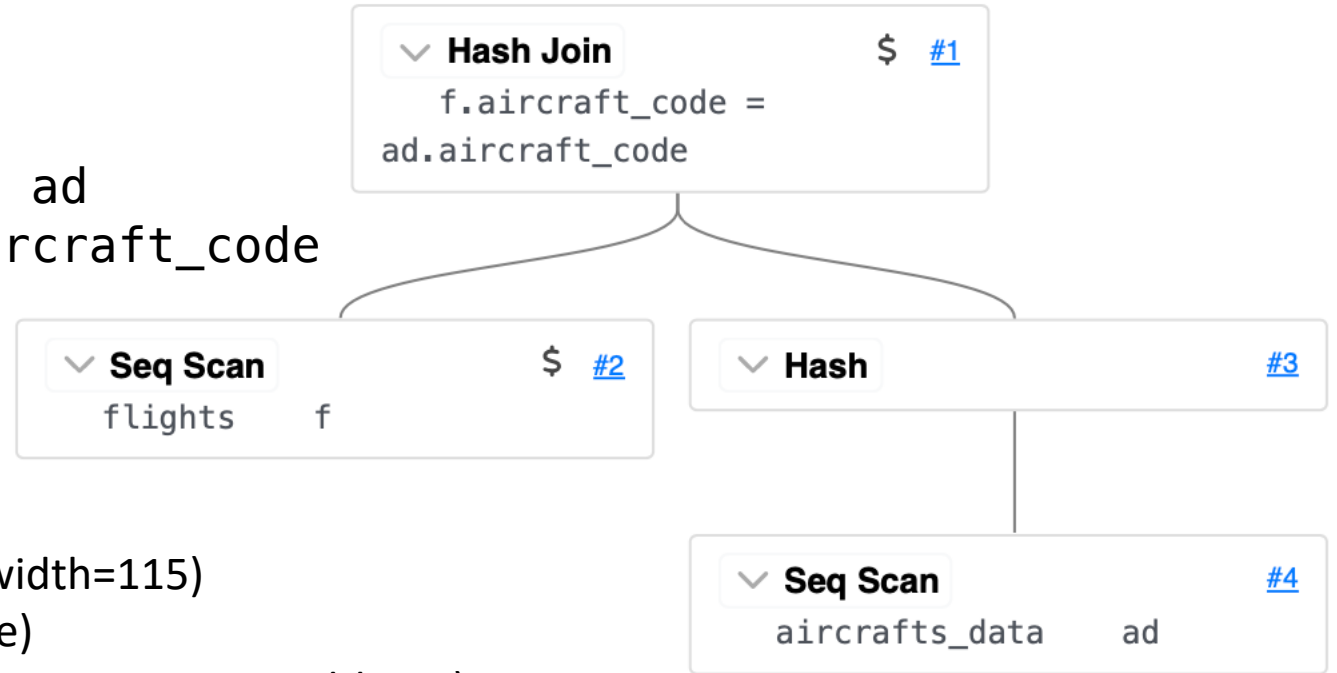 Hash Join $ #1
f.aircraft_code =
ad.aircraft_code
ad
rcraft_code
Seq Scan $ #2
flights f
Hash #3
width=115)
e)
Seq Scan #4
aircrafts_data ad